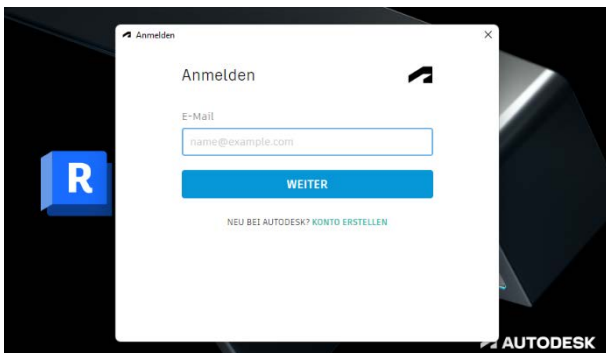 Anmelden
Anmelden
E-Mail
name@example.com
WEITER
NEU BEI AUTODESK? KONTO ERSTELLEN
R
AUTODESK